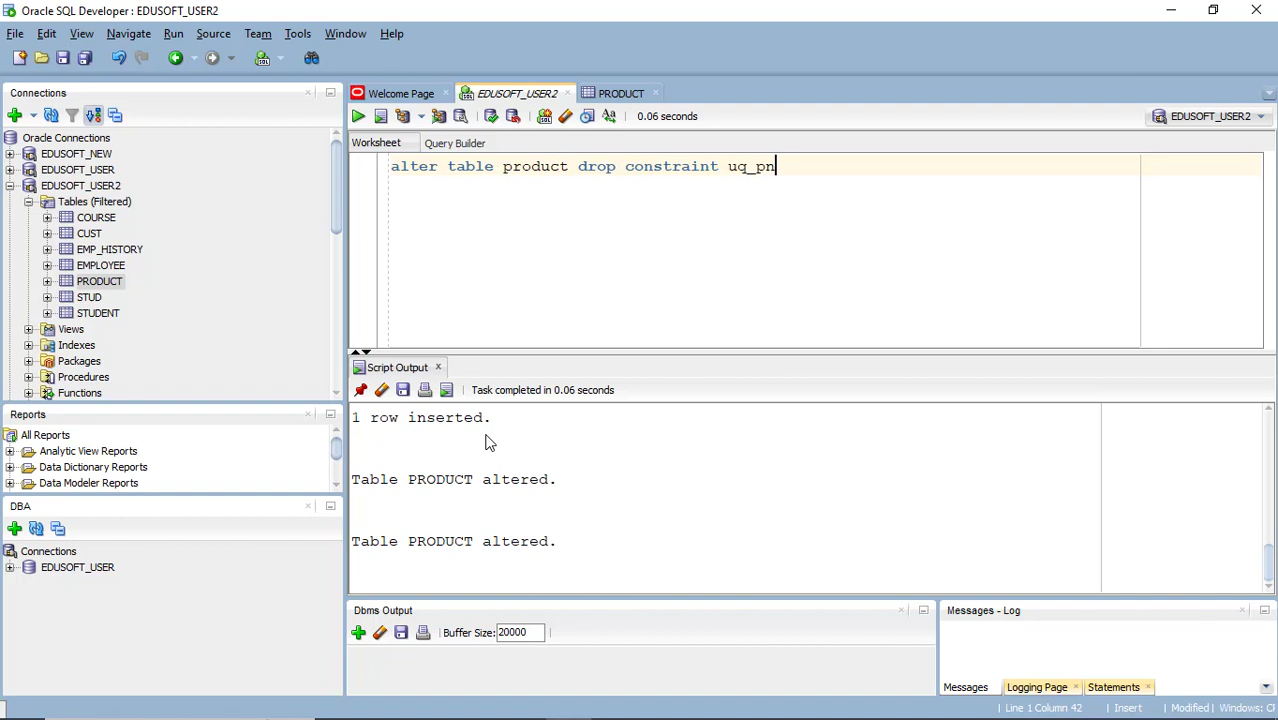 Oracle SQL Developer : EDUSOFT_USER2
File Edit View Navigate Run Source Team Tools Window Help
Connections
Oracle Connections
EDUSOFT_NEW
EDUSOFT_USER
EDUSOFT_USER2
Tables (Filtered)
COURSE
CUST
EMP_HISTORY
EMPLOYEE
PRODUCT
STUD
STUDENT
Views
Indexes
Packages
Procedures
Functions
Reports
All Reports
Analytic View Reports
Data Dictionary Reports
Data Modeler Reports
DBA
Connections
EDUSOFT_USER
Welcome Page EDUSOFT_USER2 PRODUCT
0.06 seconds EDUSOFT_USER2
Worksheet Query Builder
alter table product drop constraint uq_pn
Script Output
Task completed in 0.06 seconds
1 row inserted.
Table PRODUCT altered.
Table PRODUCT altered.
Dbms Output
Buffer Size: 20000
Messages - Log
Messages Logging Page Statements
Line 1 Column 42 Insert Modified Windows: CF